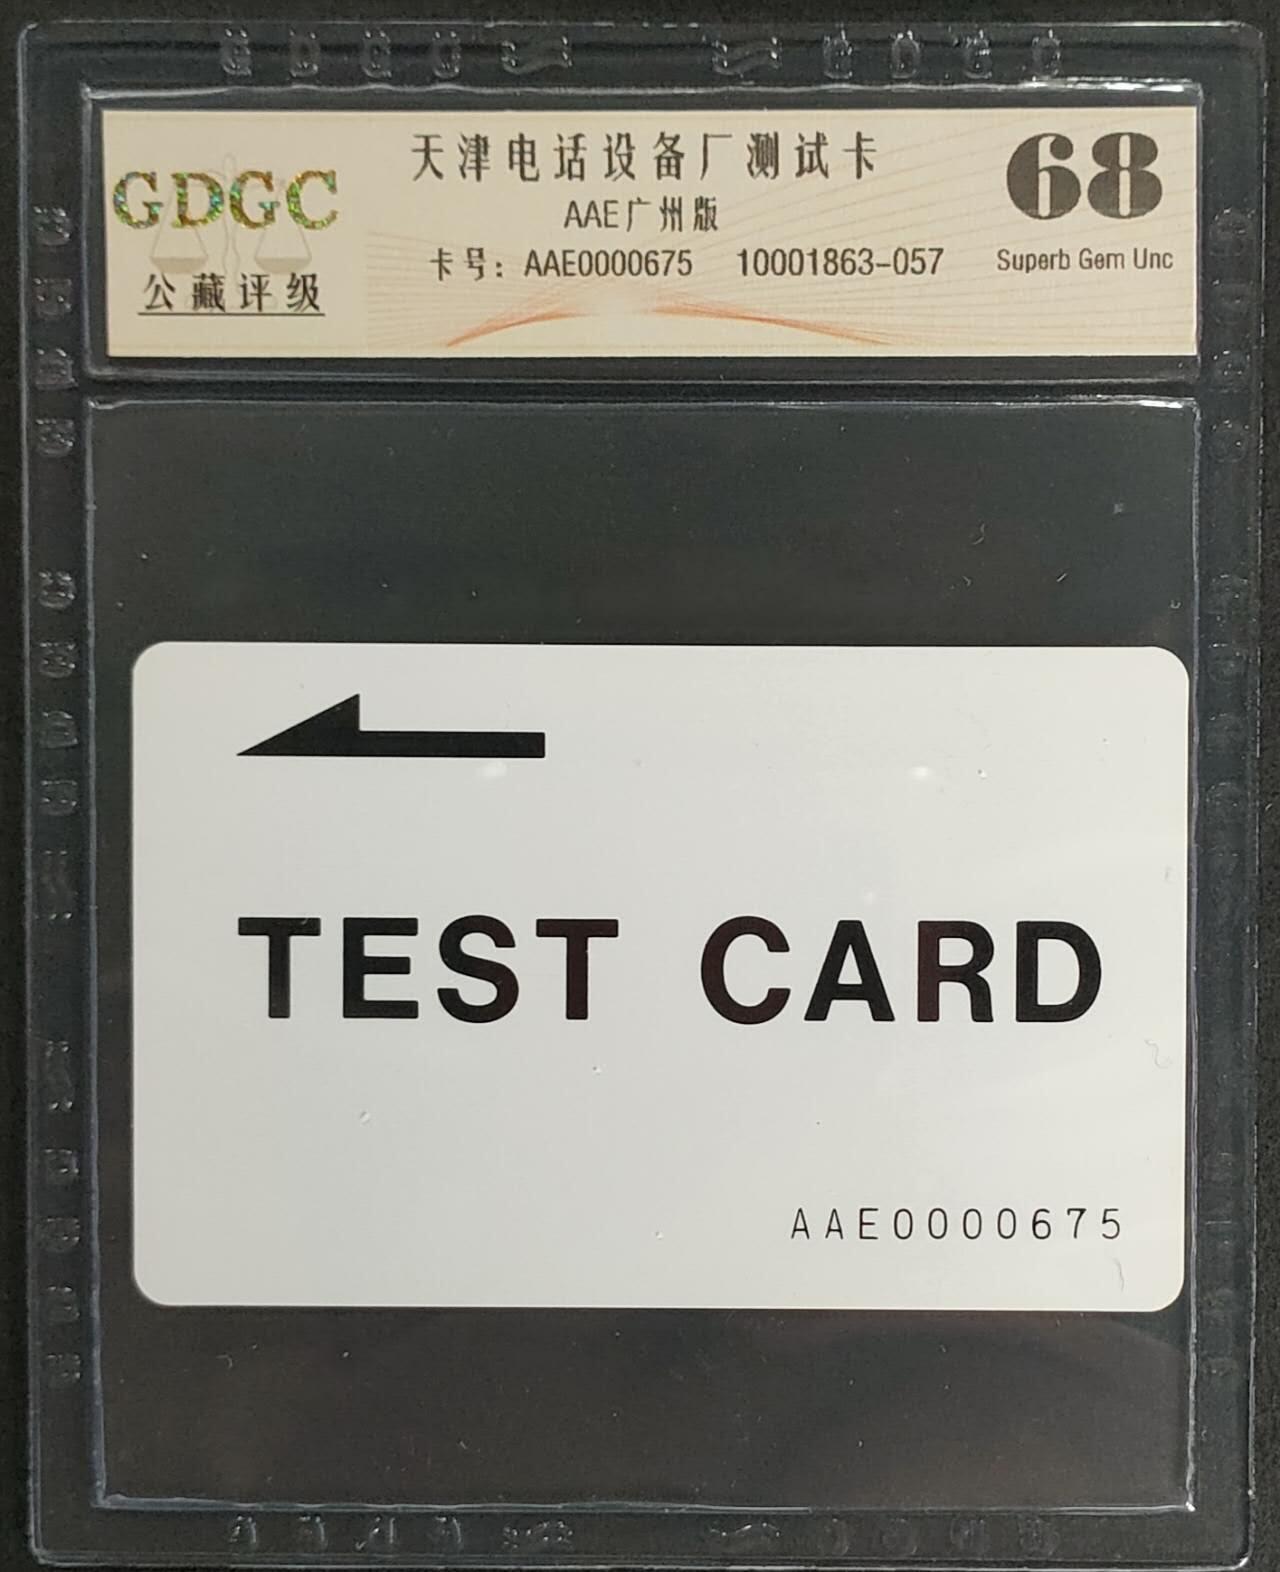 天津电话设备厂测试卡
68
GDGC
AAE广州版
卡号：AAE0000675 10001863-057
Superb Gem Unc
公藏评级
TEST CARD
AAE0000675